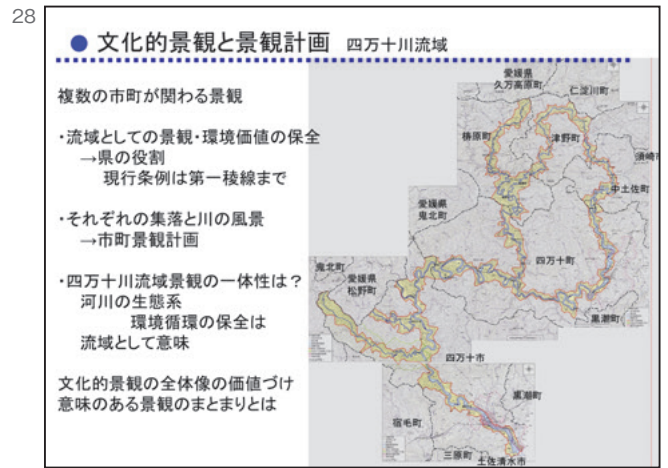 28
● 文化的景観と景観計画 四万十川流域
複数の市町が関わる景観
・流域としての景観・環境価値の保全
→県の役割
現行条例は第一稜線まで
・それぞれの集落と川の風景
→市町景観計画
・四万十川流域景観の一体性は?
河川の生態系
環境循環の保全は
流域として意味
文化的景観の全体像の価値づけ
意味のある景観のまとまりとは
愛媛県
久万高原町
仁淀川町
梼原町
津野町
須崎市
中土佐町
愛媛県
鬼北町
四万十町
鬼北町
愛媛県
松野町
黒潮町
四万十市
黒潮町
宿毛町
三原町
土佐清水市